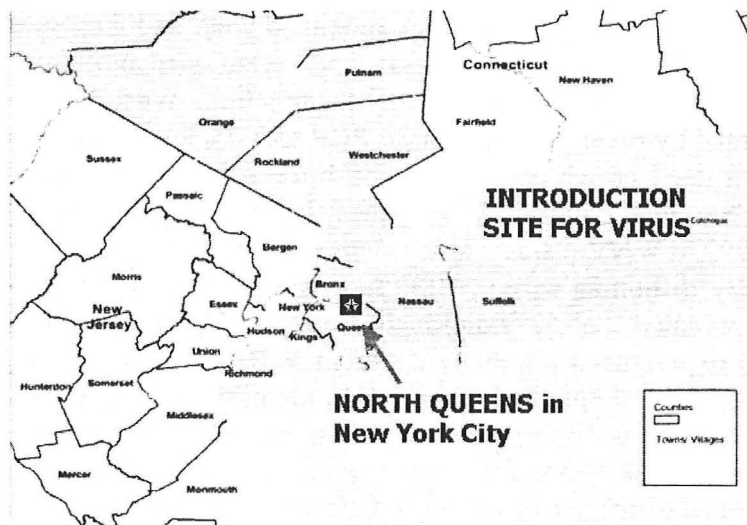 Putnam
Connecticut
New Haven
Orange
Fairfield
Sussex
Rockland
Westchester
Passaic
INTRODUCTION
SITE FOR VIRUS
Cutchogue
Bergen
Morris
Bronx
Essex
New York
Nassau
Suffolk
New
Jersey
Hudson
Kings
Queens
Union
Richmond
Hunterdon
Somerset
NORTH QUEENS in
New York City
Middlesex
Counties
Towns/ Villages
Mercer
Monmouth